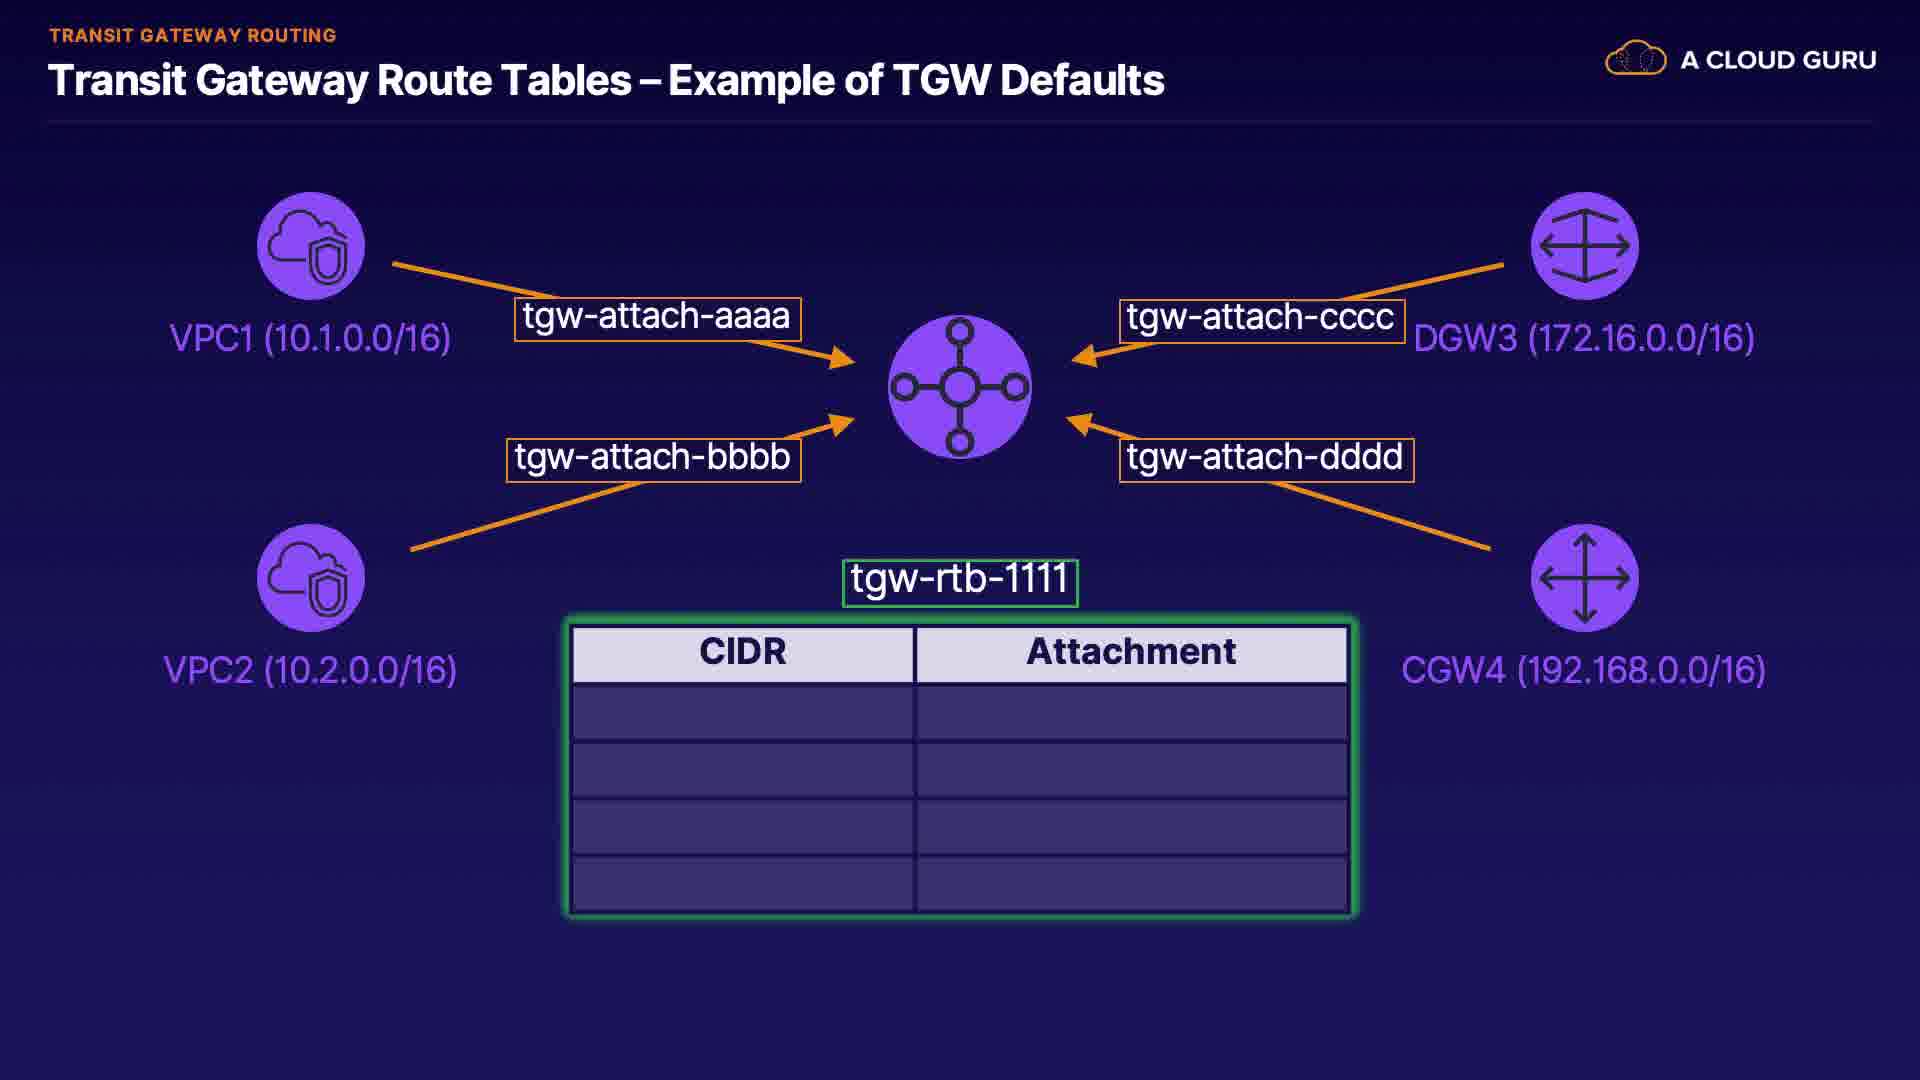 TRANSIT GATEWAY ROUTING
Transit Gateway Route Tables – Example of TGW Defaults
A CLOUD GURU
tgw-attach-aaaa
tgw-attach-cccc
VPC1 (10.1.0.0/16)
DGW3 (172.16.0.0/16)
tgw-attach-bbbb
tgw-attach-dddd
tgw-rtb-1111
VPC2 (10.2.0.0/16)
CGW4 (192.168.0.0/16)
CIDR
Attachment